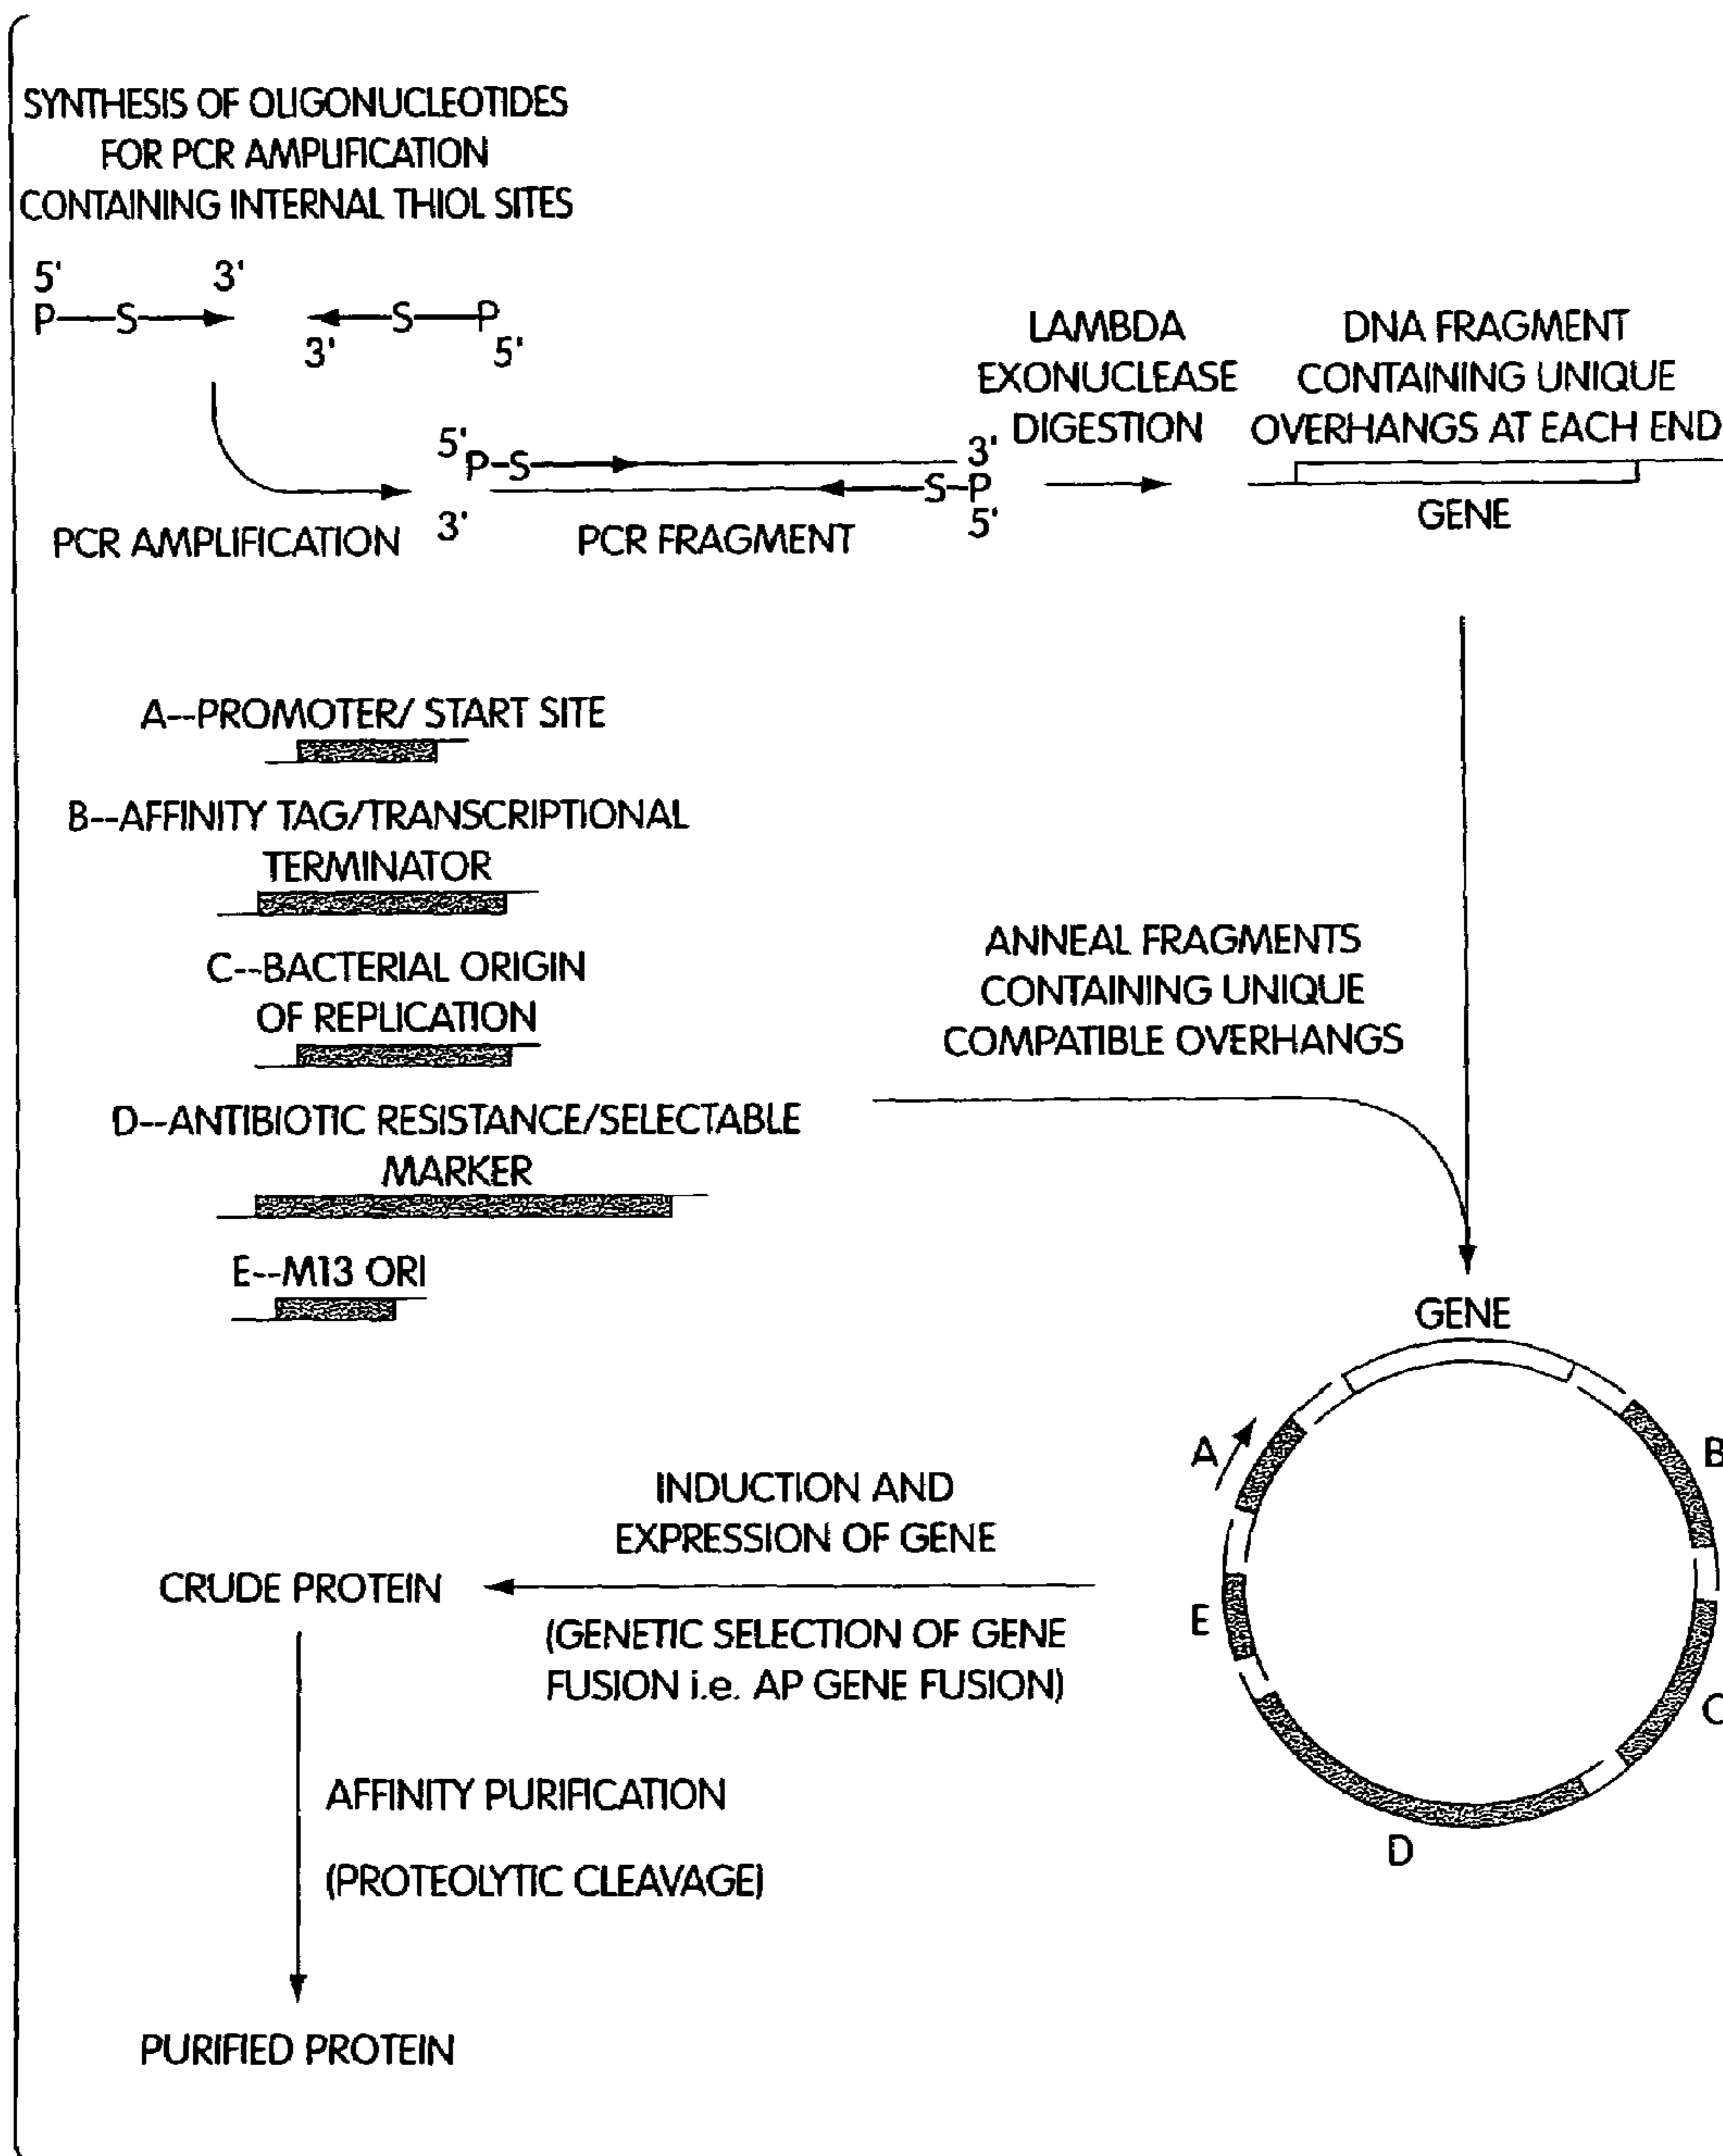 SYNTHESIS OF OLIGONUCLEOTIDES
FOR PCR AMPLIFICATION
CONTAINING INTERNAL THIOL SITES
5' 3'
P S S P
3' 5'
LAMBDA
EXONUCLEASE
DIGESTION
DNA FRAGMENT
CONTAINING UNIQUE
OVERHANGS AT EACH END
5' P-S 3'
S-P
3' 5'
PCR AMPLIFICATION
PCR FRAGMENT
GENE
A--PROMOTER/ START SITE
B--AFFINITY TAG/TRANSCRIPTIONAL
TERMINATOR
C--BACTERIAL ORIGIN
OF REPLICATION
D--ANTIBIOTIC RESISTANCE/SELECTABLE
MARKER
E--M13 ORI
ANNEAL FRAGMENTS
CONTAINING UNIQUE
COMPATIBLE OVERHANGS
GENE
A
B
E
C
D
INDUCTION AND
EXPRESSION OF GENE
(GENETIC SELECTION OF GENE
FUSION i.e. AP GENE FUSION)
CRUDE PROTEIN
AFFINITY PURIFICATION
(PROTEOLYTIC CLEAVAGE)
PURIFIED PROTEIN